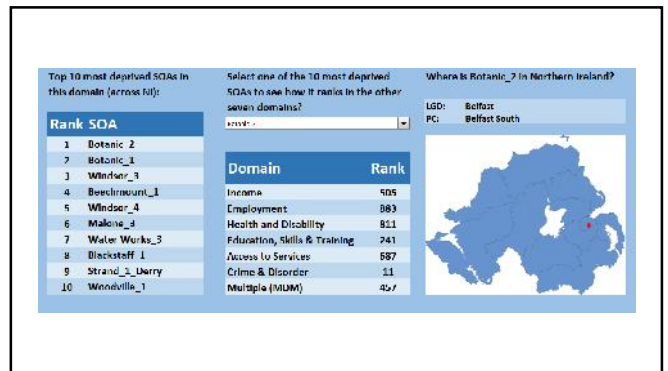 Top 10 most deprived SOAs in
this domain (across NI):
Rank SOA
1 Botanic_2
2 Botanic_1
3 Windsor_3
4 Beechmount_1
5 Windsor_4
6 Malone_3
7 Water Works_3
8 Blackstaff_1
9 Strand_1_Derry
10 Woodville_1
Select one of the 10 most deprived
SOAs to see how it ranks in the other
seven domains?
Botanic_2
Domain Rank
Income 505
Employment 883
Health and Disability 811
Education, Skills & Training 241
Access to Services 687
Crime & Disorder 11
Multiple (MDM) 457
Where is Botanic_2 in Northern Ireland?
LGD: Belfast
PC: Belfast South